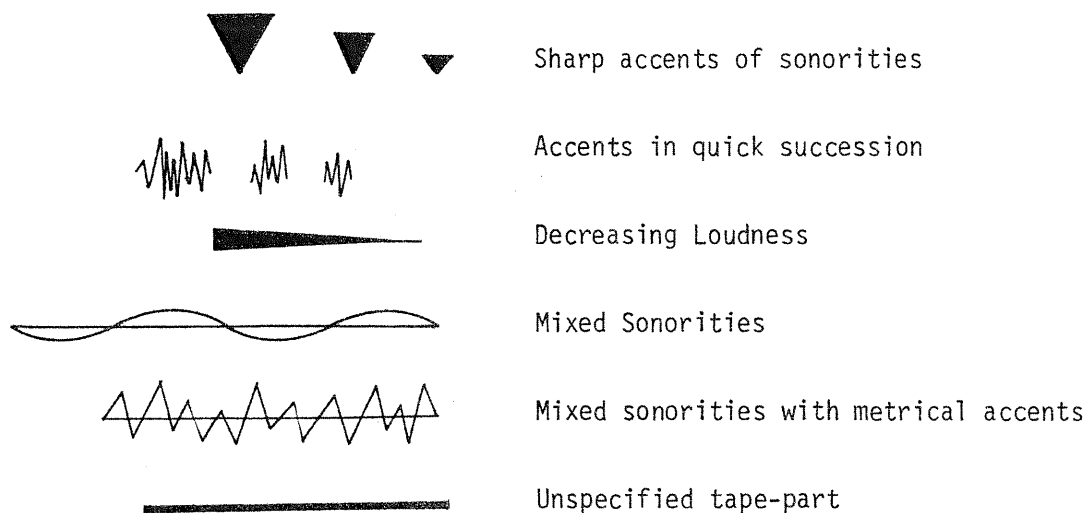 Sharp accents of sonorities
Accents in quick succession
Decreasing Loudness
Mixed Sonorities
Mixed sonorities with metrical accents
Unspecified tape-part